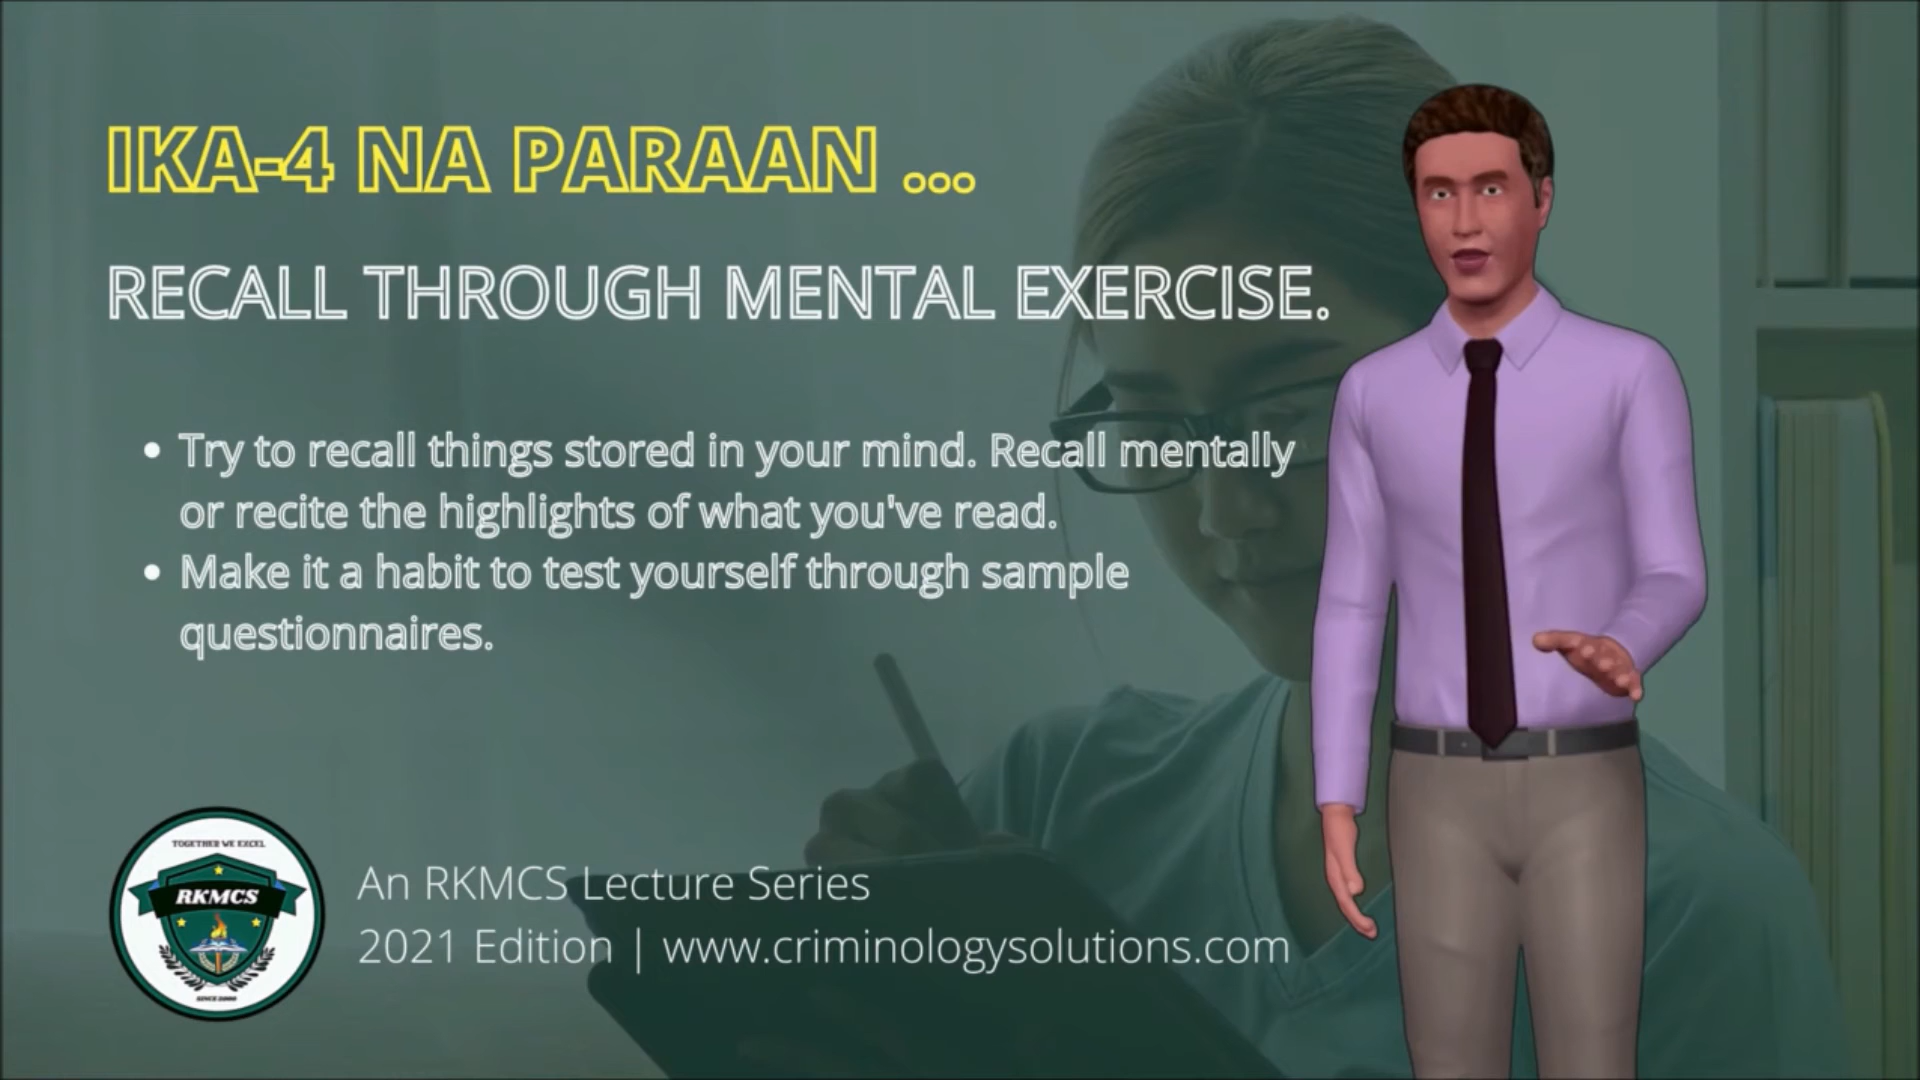 IKA-4 NA PARAAN ...
RECALL THROUGH MENTAL EXERCISE.
• Try to recall things stored in your mind. Recall mentally
or recite the highlights of what you've read.
• Make it a habit to test yourself through sample
questionnaires.
TOGETHER WE EXCEL
RKMCS
An RKMCS Lecture Series
2021 Edition | www.criminologysolutions.com